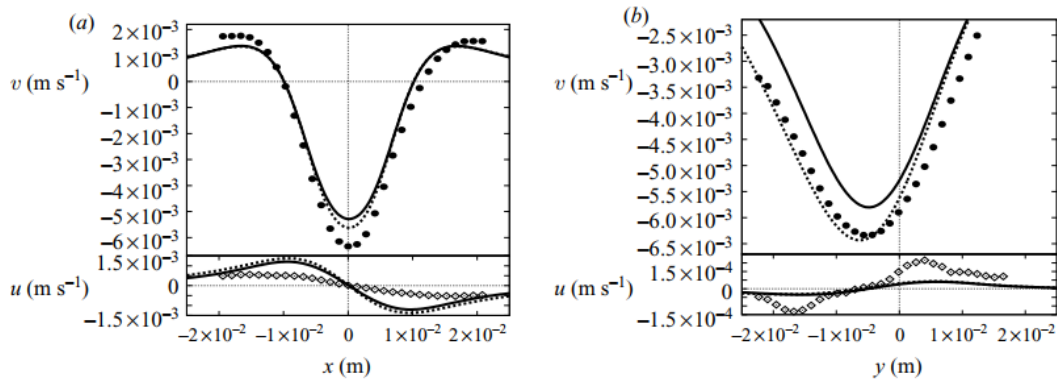 (a)
2×10⁻³
1×10⁻³
0
−1×10⁻³
−2×10⁻³
−3×10⁻³
−4×10⁻³
−5×10⁻³
−6×10⁻³
v (m s⁻¹)
1.5×10⁻³
0
−1.5×10⁻³
u (m s⁻¹)
−2×10⁻² −1×10⁻² 0 1×10⁻² 2×10⁻²
x (m)
(b)
−2.5×10⁻³
−3.0×10⁻³
−3.5×10⁻³
−4.0×10⁻³
−4.5×10⁻³
−5.0×10⁻³
−5.5×10⁻³
−6.0×10⁻³
−6.5×10⁻³
v (m s⁻¹)
1.5×10⁻⁴
0
−1.5×10⁻⁴
u (m s⁻¹)
−2×10⁻² −1×10⁻² 0 1×10⁻² 2×10⁻²
y (m)